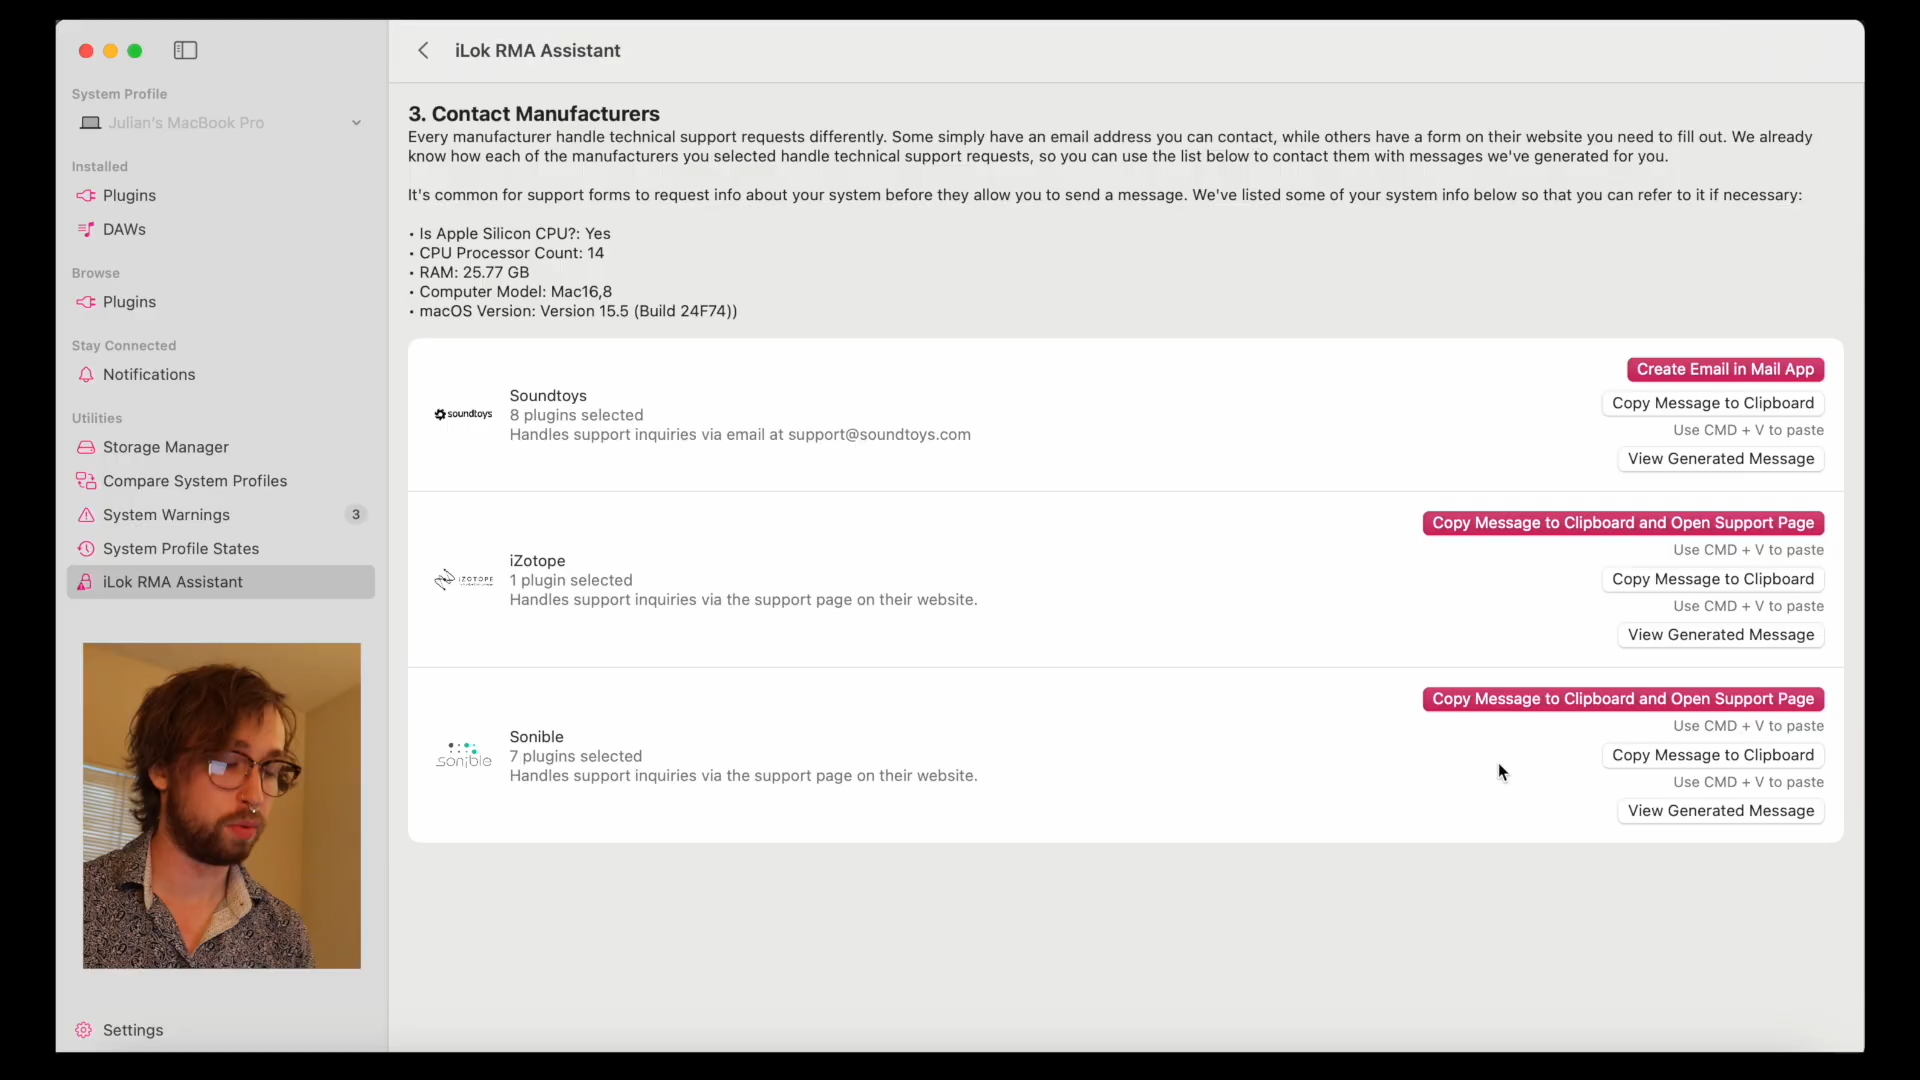 iLok RMA Assistant
System Profile
Julian's MacBook Pro
Installed
Plugins
DAWs
Browse
Plugins
Stay Connected
Notifications
Utilities
Storage Manager
Compare System Profiles
System Warnings
3
System Profile States
iLok RMA Assistant
Settings
3. Contact Manufacturers
Every manufacturer handle technical support requests differently. Some simply have an email address you can contact, while others have a form on their website you need to fill out. We already
know how each of the manufacturers you selected handle technical support requests, so you can use the list below to contact them with messages we've generated for you.
It's common for support forms to request info about your system before they allow you to send a message. We've listed some of your system info below so that you can refer to it if necessary:
• Is Apple Silicon CPU?: Yes
• CPU Processor Count: 14
• RAM: 25.77 GB
• Computer Model: Mac16,8
• macOS Version: Version 15.5 (Build 24F74))
soundtoys
Soundtoys
8 plugins selected
Handles support inquiries via email at support@soundtoys.com
Create Email in Mail App
Copy Message to Clipboard
Use CMD + V to paste
View Generated Message
iZOTOPE
iZotope
1 plugin selected
Handles support inquiries via the support page on their website.
Copy Message to Clipboard and Open Support Page
Use CMD + V to paste
Copy Message to Clipboard
Use CMD + V to paste
View Generated Message
sonible
Sonible
7 plugins selected
Handles support inquiries via the support page on their website.
Copy Message to Clipboard and Open Support Page
Use CMD + V to paste
Copy Message to Clipboard
Use CMD + V to paste
View Generated Message